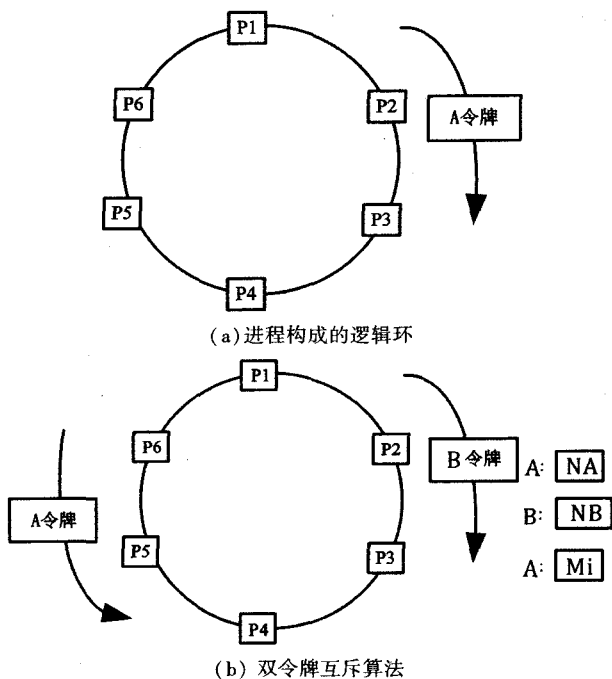 P1
P6
P2
A令牌
P5
P3
P4
(a)进程构成的逻辑环
P1
P6
P2
B令牌
A: NA
A令牌
B: NB
P5
P3
A: Mi
P4
(b) 双令牌互斥算法